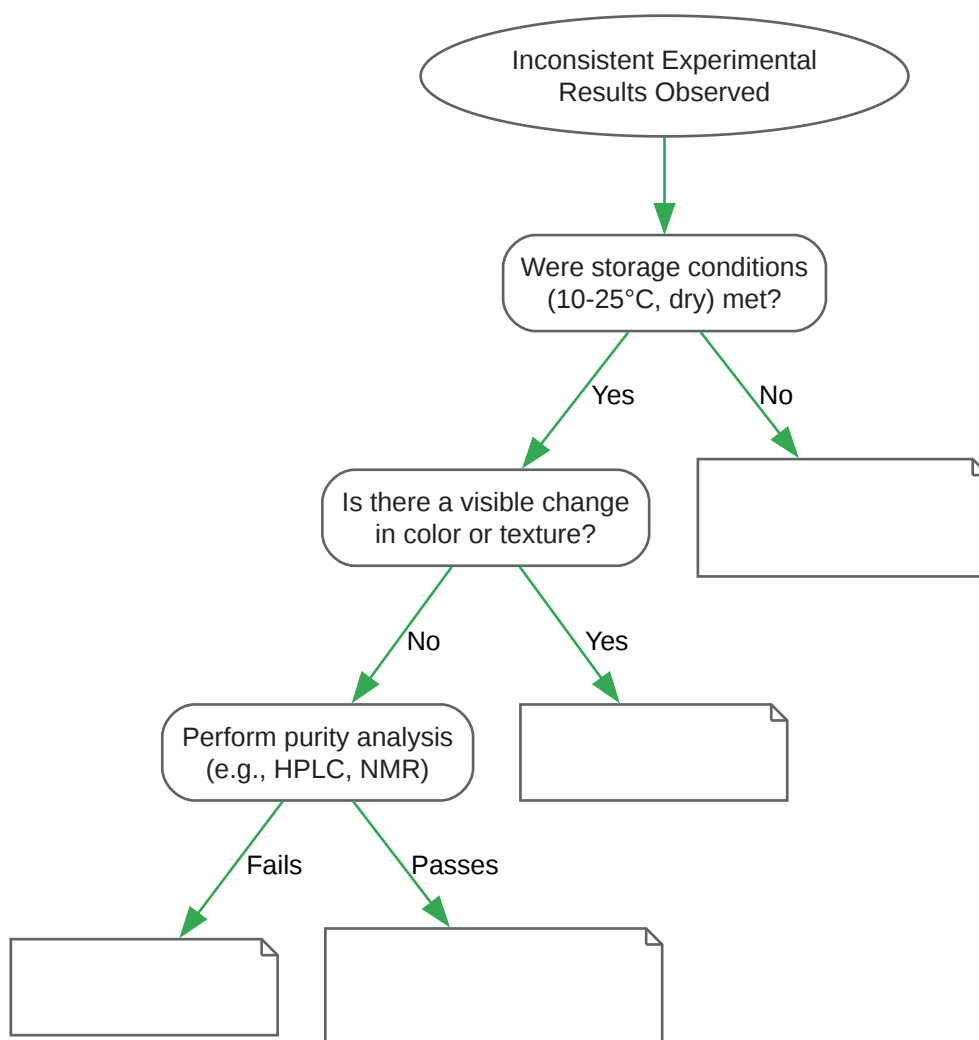 Inconsistent Experimental
Results Observed
Were storage conditions
(10-25°C, dry) met?
Yes
No
Is there a visible change
in color or texture?
No
Yes
Perform purity analysis
(e.g., HPLC, NMR)
Fails
Passes